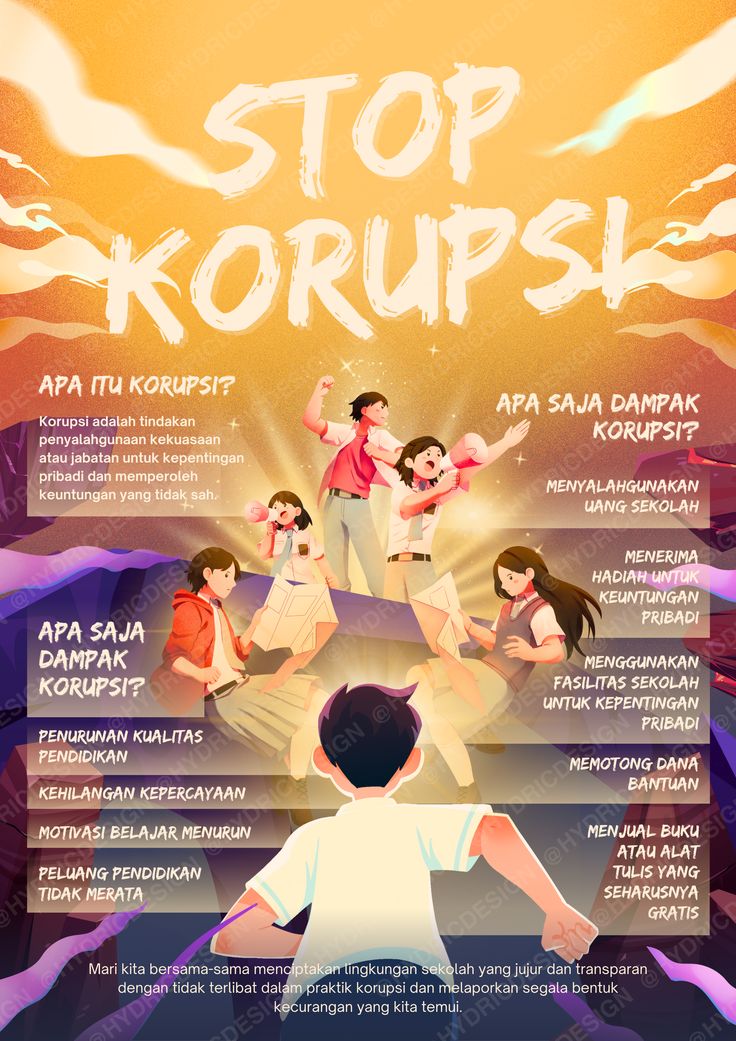 STOP
KORUPSI
APA ITU KORUPSI?
Korupsi adalah tindakan
penyalahgunaan kekuasaan
atau jabatan untuk kepentingan
pribadi dan memperoleh
keuntungan yang tidak sah.
APA SAJA
DAMPAK
KORUPSI?
PENURUNAN KUALITAS
PENDIDIKAN
KEHILANGAN KEPERCAYAAN
MOTIVASI BELAJAR MENURUN
PELUANG PENDIDIKAN
TIDAK MERATA
APA SAJA DAMPAK
KORUPSI?
MENYALAHGUNAKAN
UANG SEKOLAH
MENERIMA
HADIAH UNTUK
KEUNTUNGAN
PRIBADI
MENGGUNAKAN
FASILITAS SEKOLAH
UNTUK KEPENTINGAN
PRIBADI
MEMOTONG DANA
BANTUAN
MENJUAL BUKU
ATAU ALAT
TULIS YANG
SEHARUSNYA
GRATIS
Mari kita bersama-sama menciptakan lingkungan sekolah yang jujur dan transparan
dengan tidak terlibat dalam praktik korupsi dan melaporkan segala bentuk
kecurangan yang kita temui.
@HYDRICDESIGN